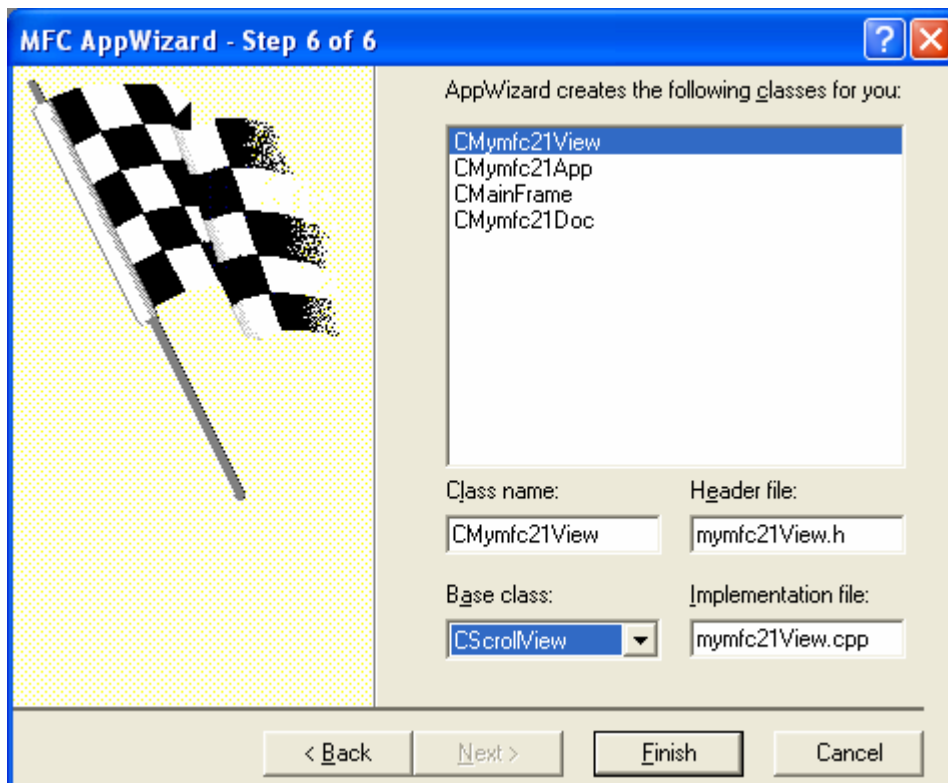 MFC AppWizard - Step 6 of 6
?
AppWizard creates the following classes for you:
CMymfc21View
CMymfc21App
CMainFrame
CMymfc21Doc
Class name:
Header file:
CMymfc21View
mymfc21View.h
Base class:
Implementation file:
CScrollView
mymfc21View.cpp
< Back
Next >
Finish
Cancel